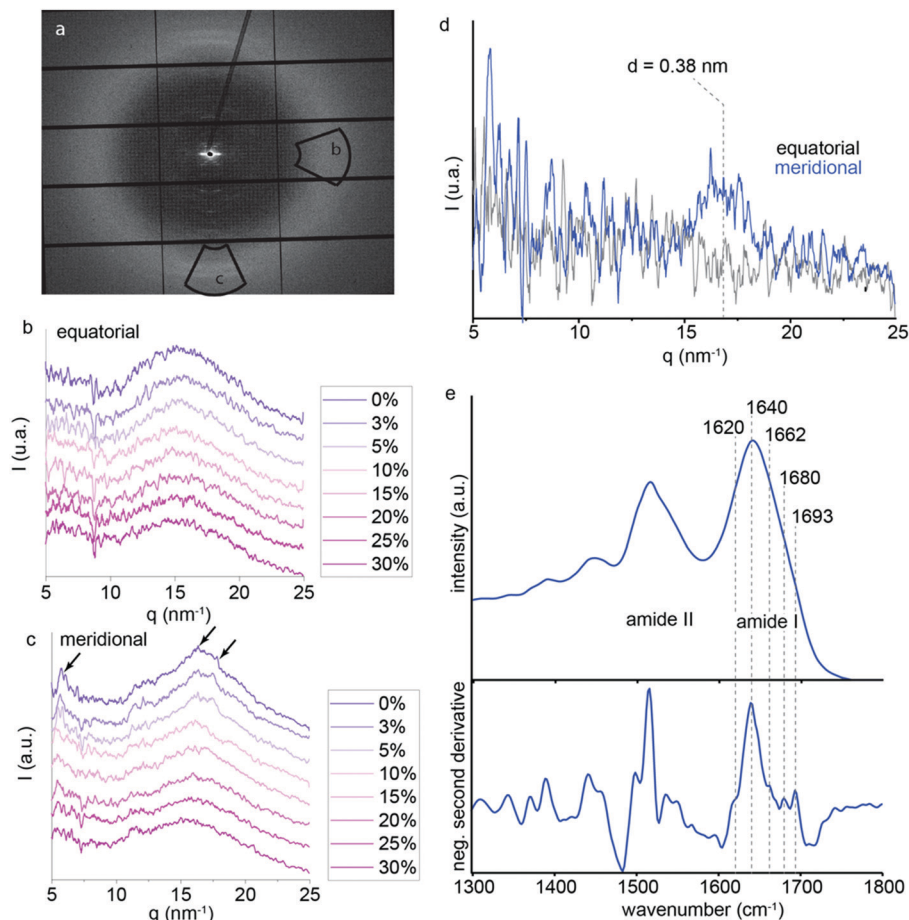 a
b
c
b equatorial
I (u.a.)
0%
3%
5%
10%
15%
20%
25%
30%
5 10 15 20 25
q (nm⁻¹)
c meridional
I (a.u.)
0%
3%
5%
10%
15%
20%
25%
30%
5 10 15 20 25
q (nm⁻¹)
d
d = 0.38 nm
equatorial
meridional
I (u.a.)
5 10 15 20 25
q (nm⁻¹)
e
1640
1620 1662
1680
1693
intensity (a.u.)
amide II amide I
neg. second derivative
1300 1400 1500 1600 1700 1800
wavenumber (cm⁻¹)